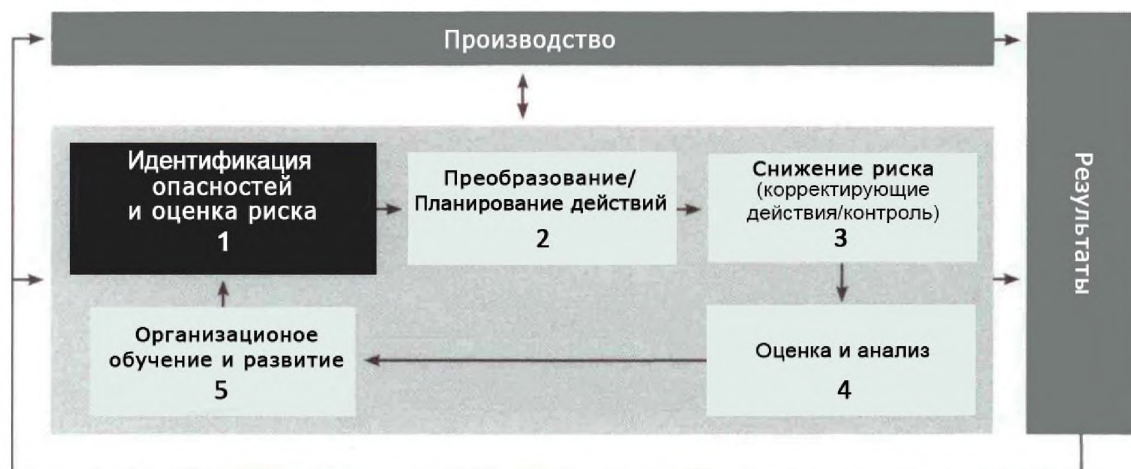 Производство
Идентификация
опасностей
и оценка риска
1
Преобразование/
Планирование действий
2
Снижение риска
(корректирующие
действия/контроль)
3
Оценка и анализ
4
Организационое
обучение и развитие
5
Результаты